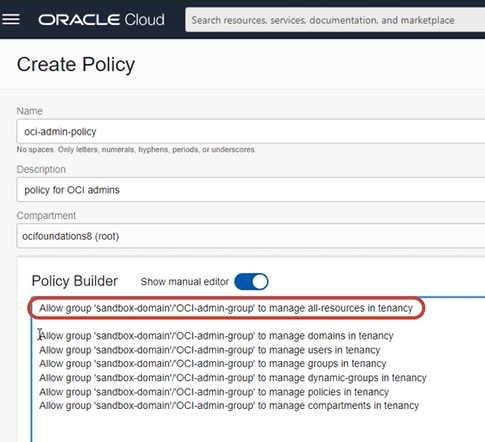 ORACLE Cloud
Search resources, services, documentation, and marketplace
Create Policy
Name
oci-admin-policy
No spaces. Only letters, numerals, hyphens, periods, or underscores.
Description
policy for OCI admins
Compartment
ocifoundations8 (root)
Policy Builder
Show manual editor
Allow group 'sandbox-domain'/'OCI-admin-group' to manage all-resources in tenancy
Allow group 'sandbox-domain'/'OCI-admin-group' to manage domains in tenancy
Allow group 'sandbox-domain'/'OCI-admin-group' to manage users in tenancy
Allow group 'sandbox-domain'/'OCI-admin-group' to manage groups in tenancy
Allow group 'sandbox-domain'/'OCI-admin-group' to manage dynamic-groups in tenancy
Allow group 'sandbox-domain'/'OCI-admin-group' to manage policies in tenancy
Allow group 'sandbox-domain'/'OCI-admin-group' to manage compartments in tenancy